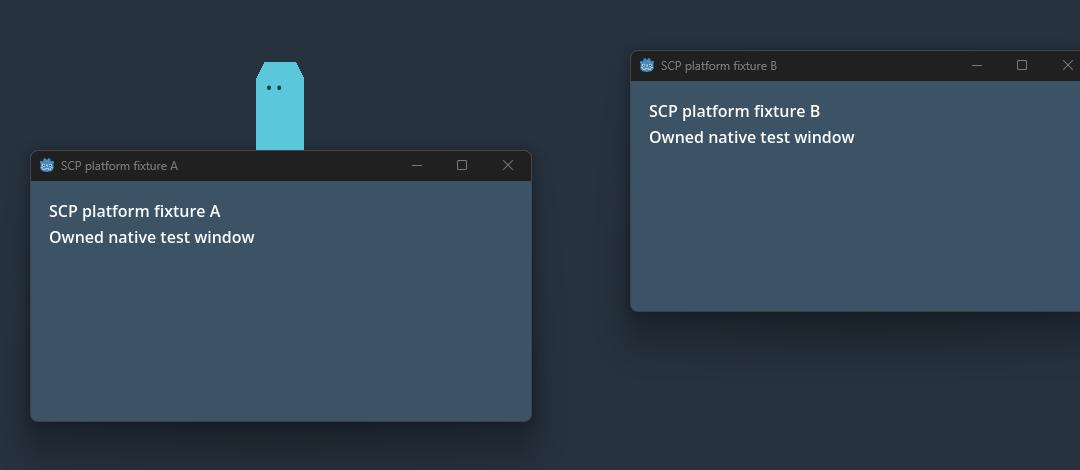 SCP platform fixture A
SCP platform fixture A
Owned native test window
SCP platform fixture B
SCP platform fixture B
Owned native test window